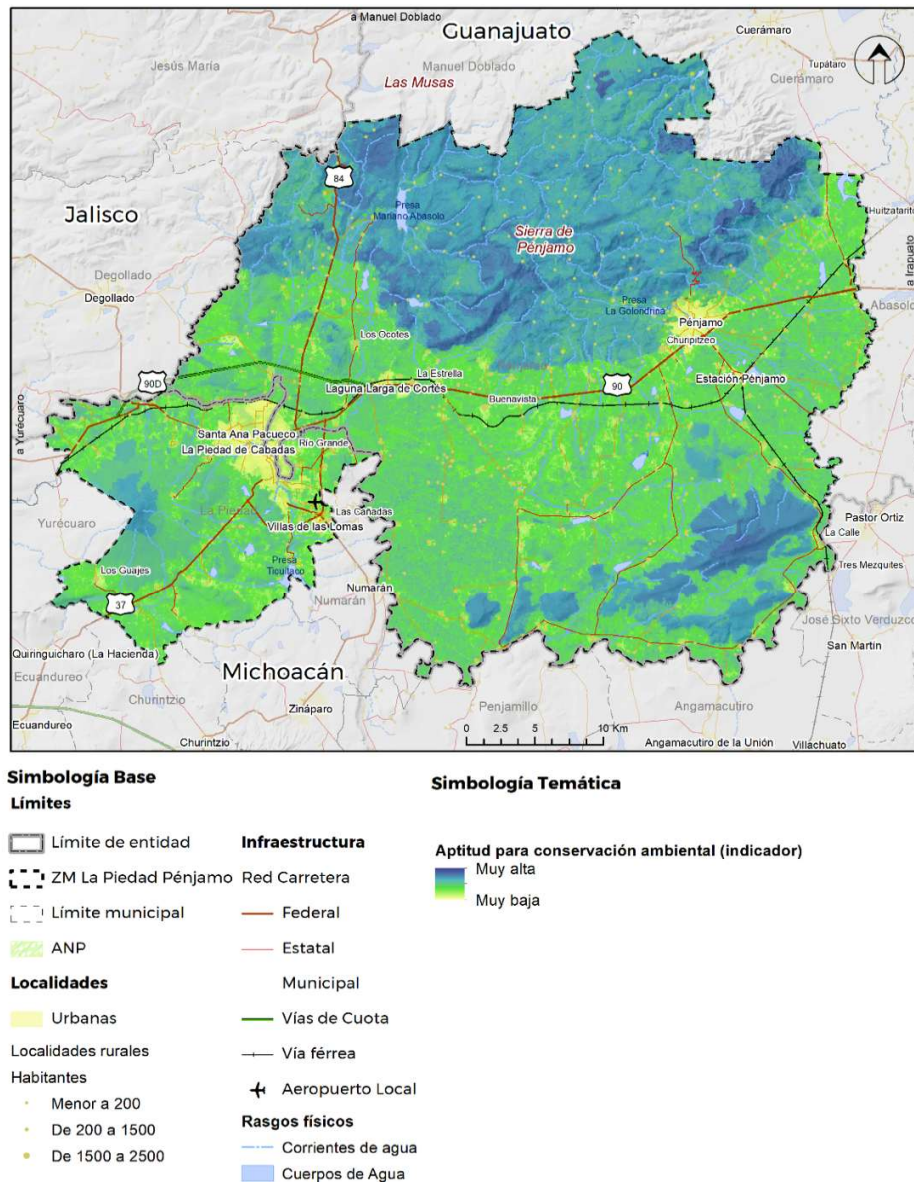 a Manuel Doblado
Guanajuato
Cuerámaro
Jesús María
Manuel Doblado
Tupátaro
Cuerámaro
Las Musas
84
Presa
Mariano Abasolo
Huitzatarit
Jalisco
Sierra de
Pénjamo
a Irapuato
Degollado
Degollado
Presa
La Golondrina
Abasolo
Pénjamo
Churipitzeo
Los Ocotes
La Estrella
90D
90
Estación Pénjamo
Laguna Larga de Cortés
Buenavista
a Yurécuaro
Santa Ana Pacueco
Río Grande
La Piedad de Cabadas
Yurécuaro
La Piedad
Las Cañadas
Pastor Ortiz
Villas de las Lomas
La Calle
Los Guajes
Presa
Ticuitaco
Tres Mezquites
Numarán
Numarán
37
José Sixto Verduzco
Quiringuicharo (La Hacienda)
San Martín
Ecuandureo
Michoacán
Churintzio
Zináparo
Penjamillo
Angamacutiro
Ecuandureo
0 2.5 5 10 Km
Churintzio
Angamacutiro de la Unión
Villachuato
Simbología Base
Simbología Temática
Límites
Límite de entidad
Infraestructura
Aptitud para conservación ambiental (indicador)
Muy alta
ZM La Piedad Pénjamo
Red Carretera
Muy baja
Límite municipal
Federal
ANP
Estatal
Localidades
Municipal
Urbanas
Vías de Cuota
Localidades rurales
Vía férrea
Habitantes
Menor a 200
Aeropuerto Local
De 200 a 1500
Rasgos físicos
De 1500 a 2500
Corrientes de agua
Cuerpos de Agua